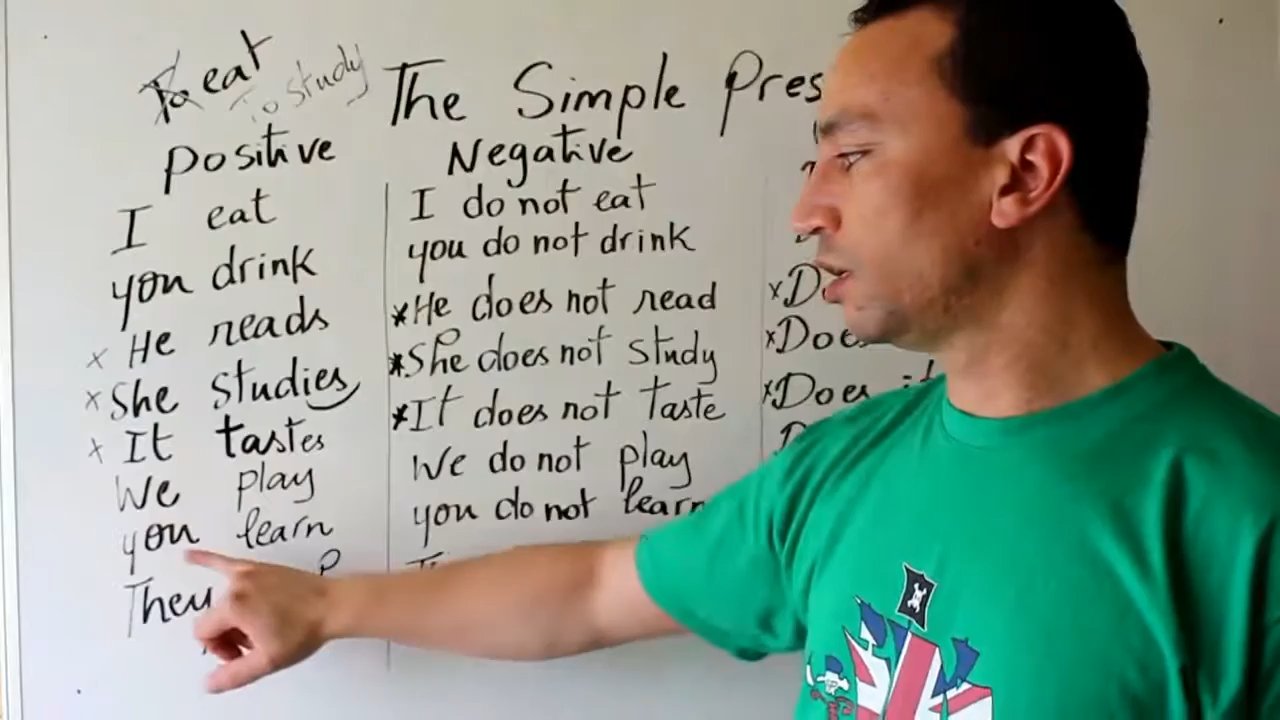 To eat
To study
The Simple Pres
Positive
Negative
I eat
I do not eat
you drink
you do not drink
x He reads
*He does not read
xDo
x She studies
*She does not study
xDoe
x It tastes
*It does not taste
xDoes it
We play
We do not play
D
you learn
you do not learn
They